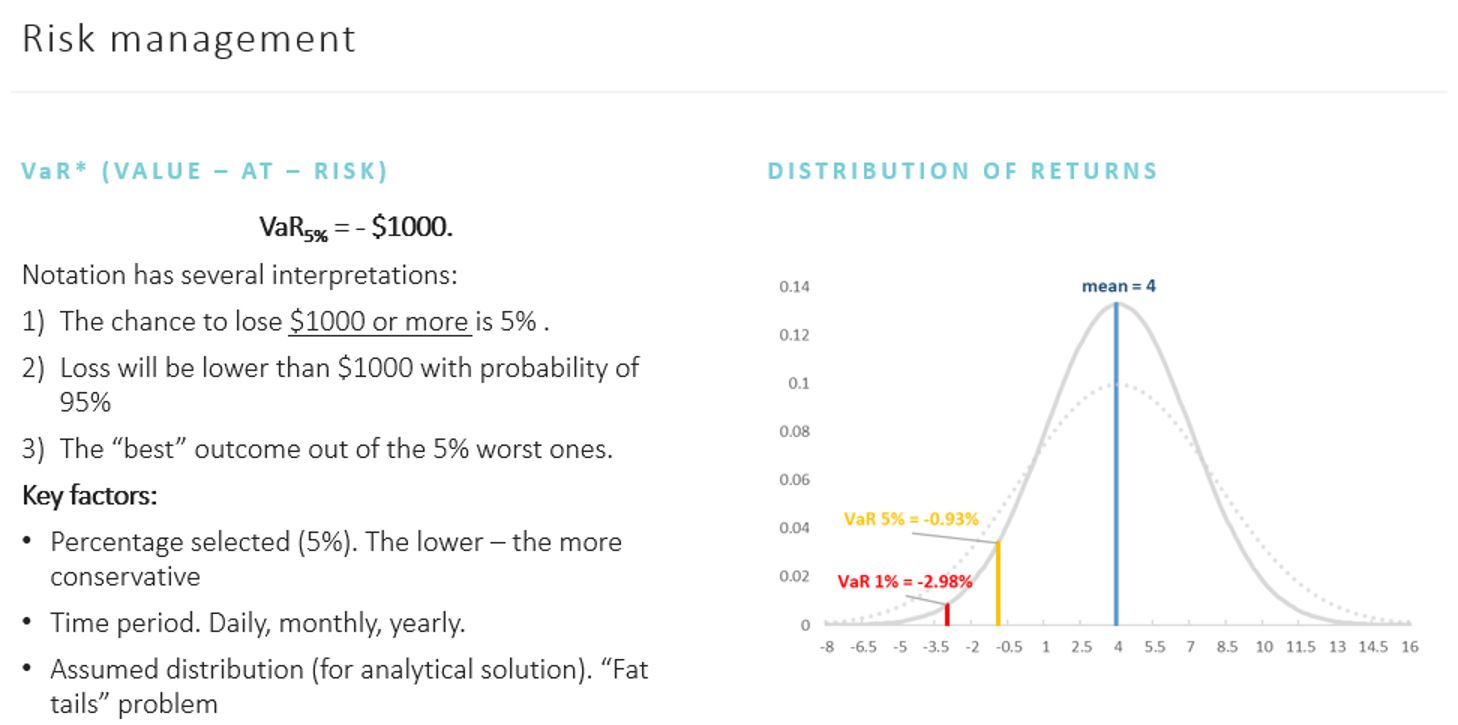 Risk management
VaR* (VALUE – AT – RISK)
VaR5% = - $1000.
Notation has several interpretations:
1) The chance to lose $1000 or more is 5% .
2) Loss will be lower than $1000 with probability of
95%
3) The “best” outcome out of the 5% worst ones.
Key factors:
• Percentage selected (5%). The lower – the more
conservative
• Time period. Daily, monthly, yearly.
• Assumed distribution (for analytical solution). “Fat
tails” problem
DISTRIBUTION OF RETURNS
mean = 4
0.14
0.12
0.1
0.08
0.06
0.04
0.02
0
VaR 5% = -0.93%
VaR 1% = -2.98%
-8 -6.5 -5 -3.5 -2 -0.5 1 2.5 4 5.5 7 8.5 10 11.5 13 14.5 16